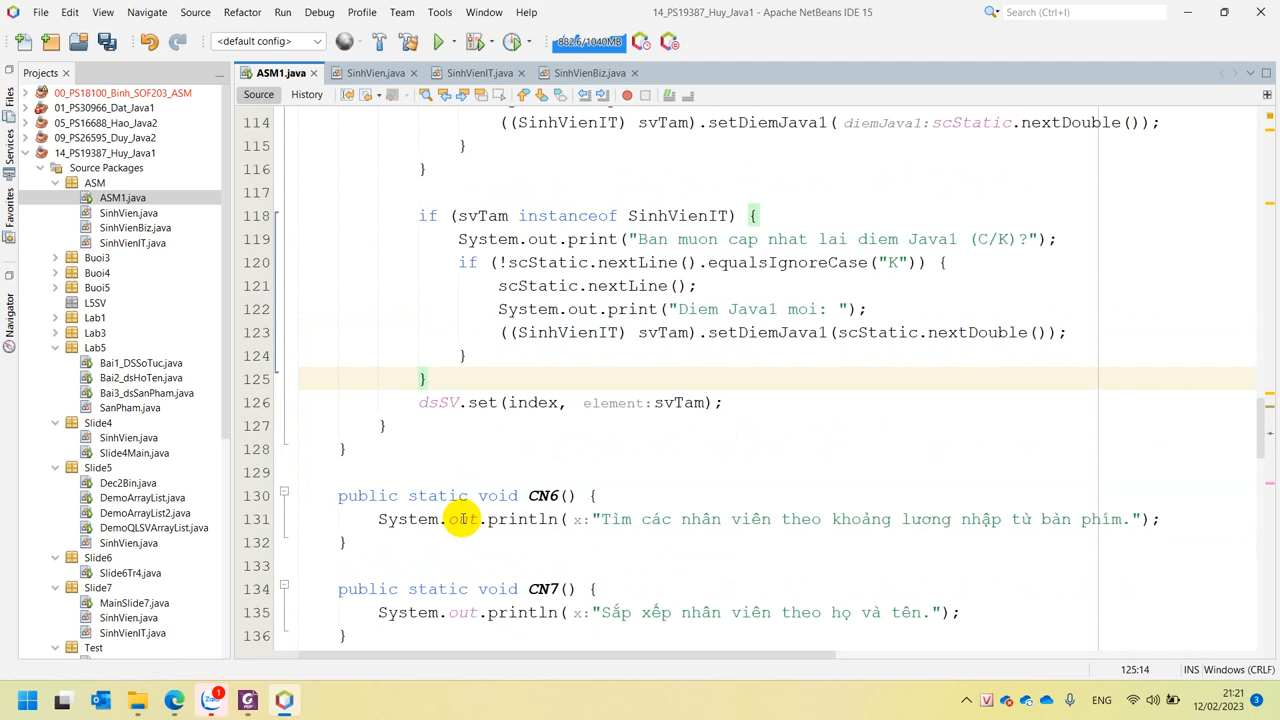 File Edit View Navigate Source Refactor Run Debug Profile Team Tools Window Help 14_PS19387_Huy_Java1 - Apache NetBeans IDE 15 Search (Ctrl+I)
<default config> 882.6/1040MB
Projects ASM1.java SinhVien.java SinhVienIT.java SinhVienBiz.java
Source History
Files
Services
Favorites
Navigator
00_PS18100_Binh_SOF203_ASM
01_PS30966_Dat_Java1
05_PS16688_Hao_Java2
09_PS26595_Duy_Java2
14_PS19387_Huy_Java1
Source Packages
ASM
ASM1.java
SinhVien.java
SinhVienBiz.java
SinhVienIT.java
Buoi3
Buoi4
Buoi5
L5SV
Lab1
Lab3
Lab5
Bai1_DSSoTuc.java
Bai2_dsHoTen.java
Bai3_dsSanPham.java
SanPham.java
Slide4
SinhVien.java
Slide4Main.java
Slide5
Dec2Bin.java
DemoArrayList.java
DemoArrayList2.java
DemoQLSVArrayList.java
SinhVien.java
Slide6
Slide6Tr4.java
Slide7
MainSlide7.java
SinhVien.java
SinhVienIT.java
Test
114 ((SinhVienIT) svTam).setDiemJava1( diemJava1: scStatic.nextDouble());
115 }
116 }
117
118 if (svTam instanceof SinhVienIT) {
119 System.out.print("Ban muon cap nhat lai diem Java1 (C/K)?");
120 if (!scStatic.nextLine().equalsIgnoreCase("K")) {
121 scStatic.nextLine();
122 System.out.print("Diem Java1 moi: ");
123 ((SinhVienIT) svTam).setDiemJava1(scStatic.nextDouble());
124 }
125 }
126 dsSV.set(index, element: svTam);
127 }
128 }
129
130 public static void CN6() {
131 System.out.println( x: "Tìm các nhân viên theo khoảng lương nhập từ bàn phím.");
132 }
133
134 public static void CN7() {
135 System.out.println( x: "Sắp xếp nhân viên theo họ và tên.");
136 }
125:14 INS Windows (CRLF)
Zalo 1 ENG 21:21
12/02/2023 3